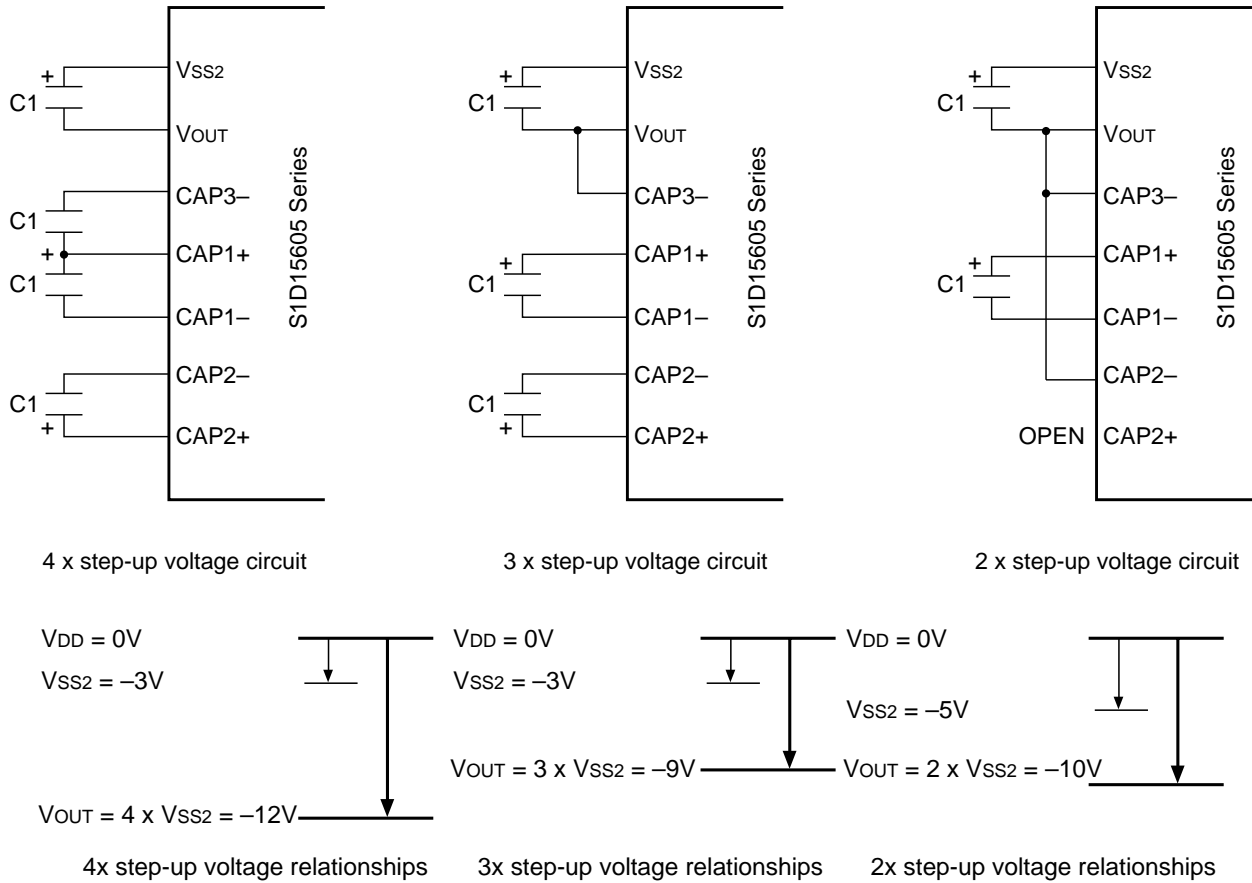 +
C1
VSS2
VOUT
CAP3–
C1
+
CAP1+
C1
CAP1–
CAP2–
C1
+
CAP2+
S1D15605 Series
4 x step-up voltage circuit
+
C1
VSS2
VOUT
CAP3–
+
CAP1+
C1
CAP1–
CAP2–
C1
+
CAP2+
S1D15605 Series
3 x step-up voltage circuit
+
C1
VSS2
VOUT
CAP3–
+
CAP1+
C1
CAP1–
CAP2–
OPEN
CAP2+
S1D15605 Series
2 x step-up voltage circuit
VDD = 0V
VSS2 = –3V
VOUT = 4 x VSS2 = –12V
4x step-up voltage relationships
VDD = 0V
VSS2 = –3V
VOUT = 3 x VSS2 = –9V
3x step-up voltage relationships
VDD = 0V
VSS2 = –5V
VOUT = 2 x VSS2 = –10V
2x step-up voltage relationships